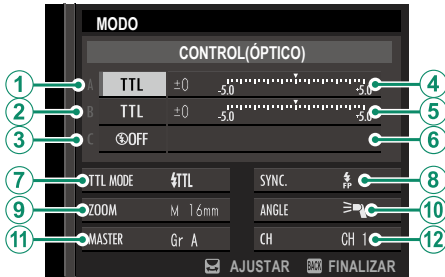 MODO
CONTROL(ÓPTICO)
1 A TTL ±0 -5.0 +5.0 4
2 B TTL ±0 -5.0 +5.0 5
3 C OFF 6
7 TTL MODE TTL SYNC. FP 8
9 ZOOM M 16mm ANGLE 10
11 MASTER Gr A CH CH 1 12
AJUSTAR BACK FINALIZAR